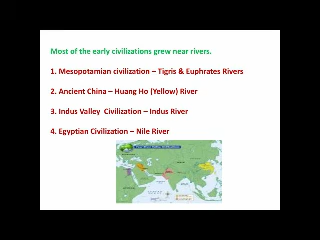 Most of the early civilizations grew near rivers.
1. Mesopotamian civilization – Tigris & Euphrates Rivers
2. Ancient China – Huang Ho (Yellow) River
3. Indus Valley Civilization – Indus River
4. Egyptian Civilization – Nile River